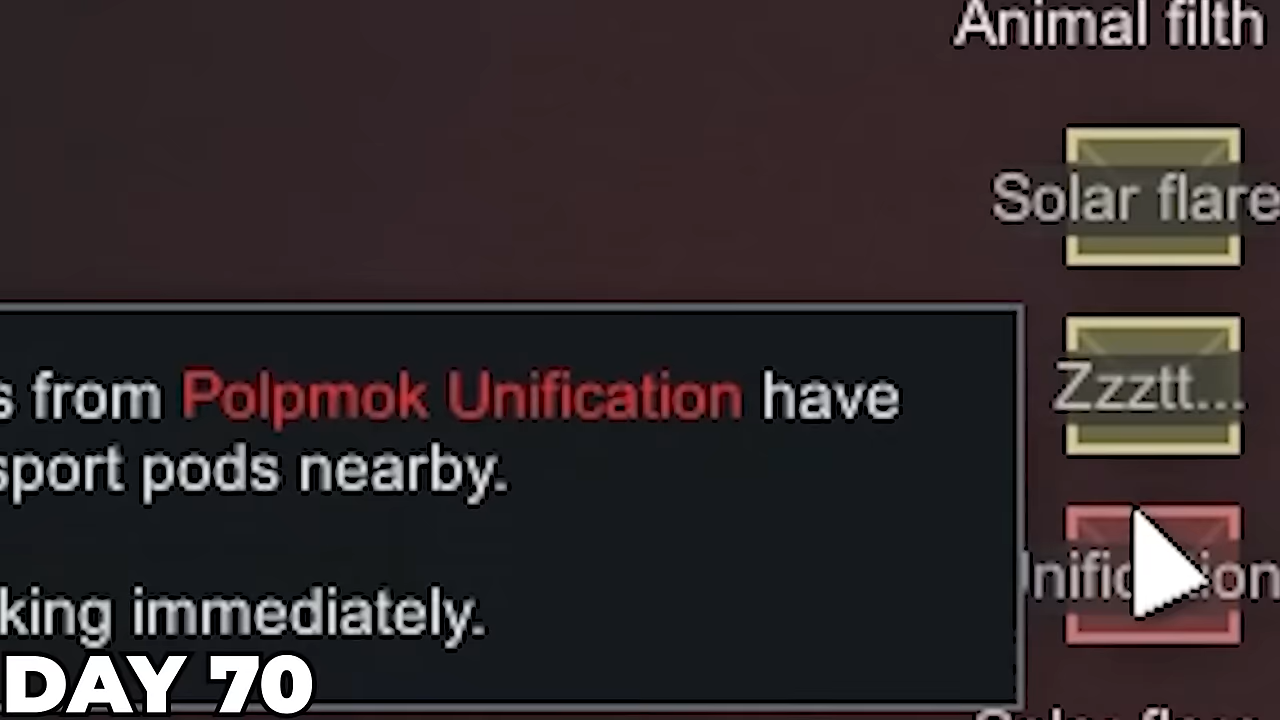 Animal filth
Solar flare
s from Polpmok Unification have
Zzztt...
sport pods nearby.
king immediately.
DAY 70